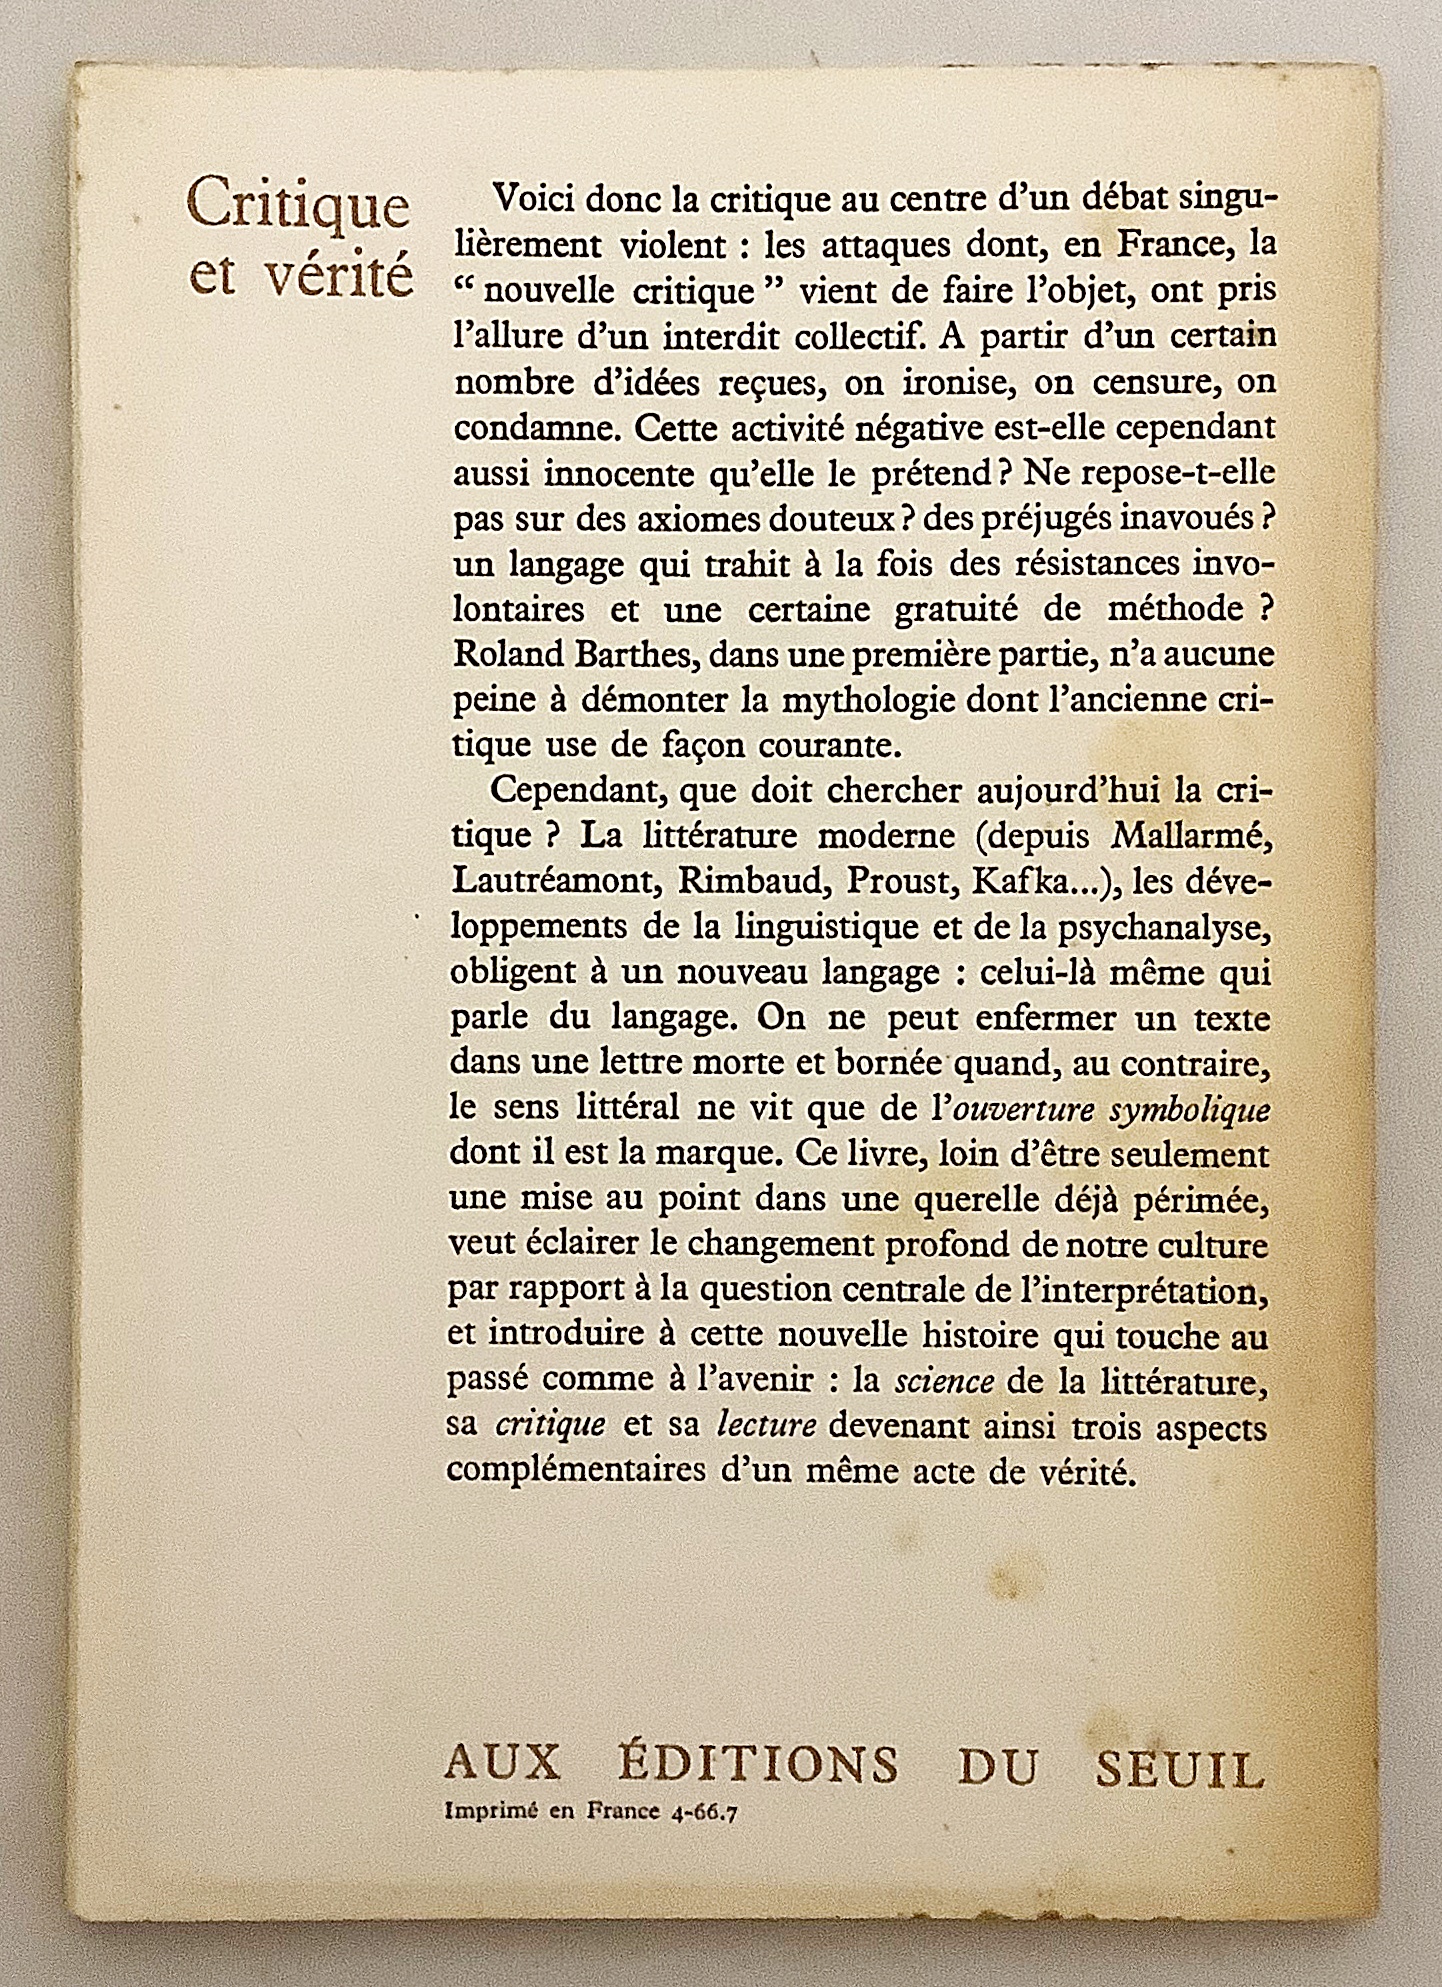 Critique
et vérité
Voici donc la critique au centre d'un débat singu-
lièrement violent : les attaques dont, en France, la
“ nouvelle critique ” vient de faire l'objet, ont pris
l'allure d'un interdit collectif. A partir d'un certain
nombre d'idées reçues, on ironise, on censure, on
condamne. Cette activité négative est-elle cependant
aussi innocente qu'elle le prétend ? Ne repose-t-elle
pas sur des axiomes douteux ? des préjugés inavoués ?
un langage qui trahit à la fois des résistances invo-
lontaires et une certaine gratuité de méthode ?
Roland Barthes, dans une première partie, n'a aucune
peine à démonter la mythologie dont l'ancienne cri-
tique use de façon courante.
Cependant, que doit chercher aujourd'hui la cri-
tique ? La littérature moderne (depuis Mallarmé,
Lautréamont, Rimbaud, Proust, Kafka...), les déve-
loppements de la linguistique et de la psychanalyse,
obligent à un nouveau langage : celui-là même qui
parle du langage. On ne peut enfermer un texte
dans une lettre morte et bornée quand, au contraire,
le sens littéral ne vit que de l'ouverture symbolique
dont il est la marque. Ce livre, loin d'être seulement
une mise au point dans une querelle déjà périmée,
veut éclairer le changement profond de notre culture
par rapport à la question centrale de l'interprétation,
et introduire à cette nouvelle histoire qui touche au
passé comme à l'avenir : la science de la littérature,
sa critique et sa lecture devenant ainsi trois aspects
complémentaires d'un même acte de vérité.
AUX ÉDITIONS DU SEUIL
Imprimé en France 4-66.7